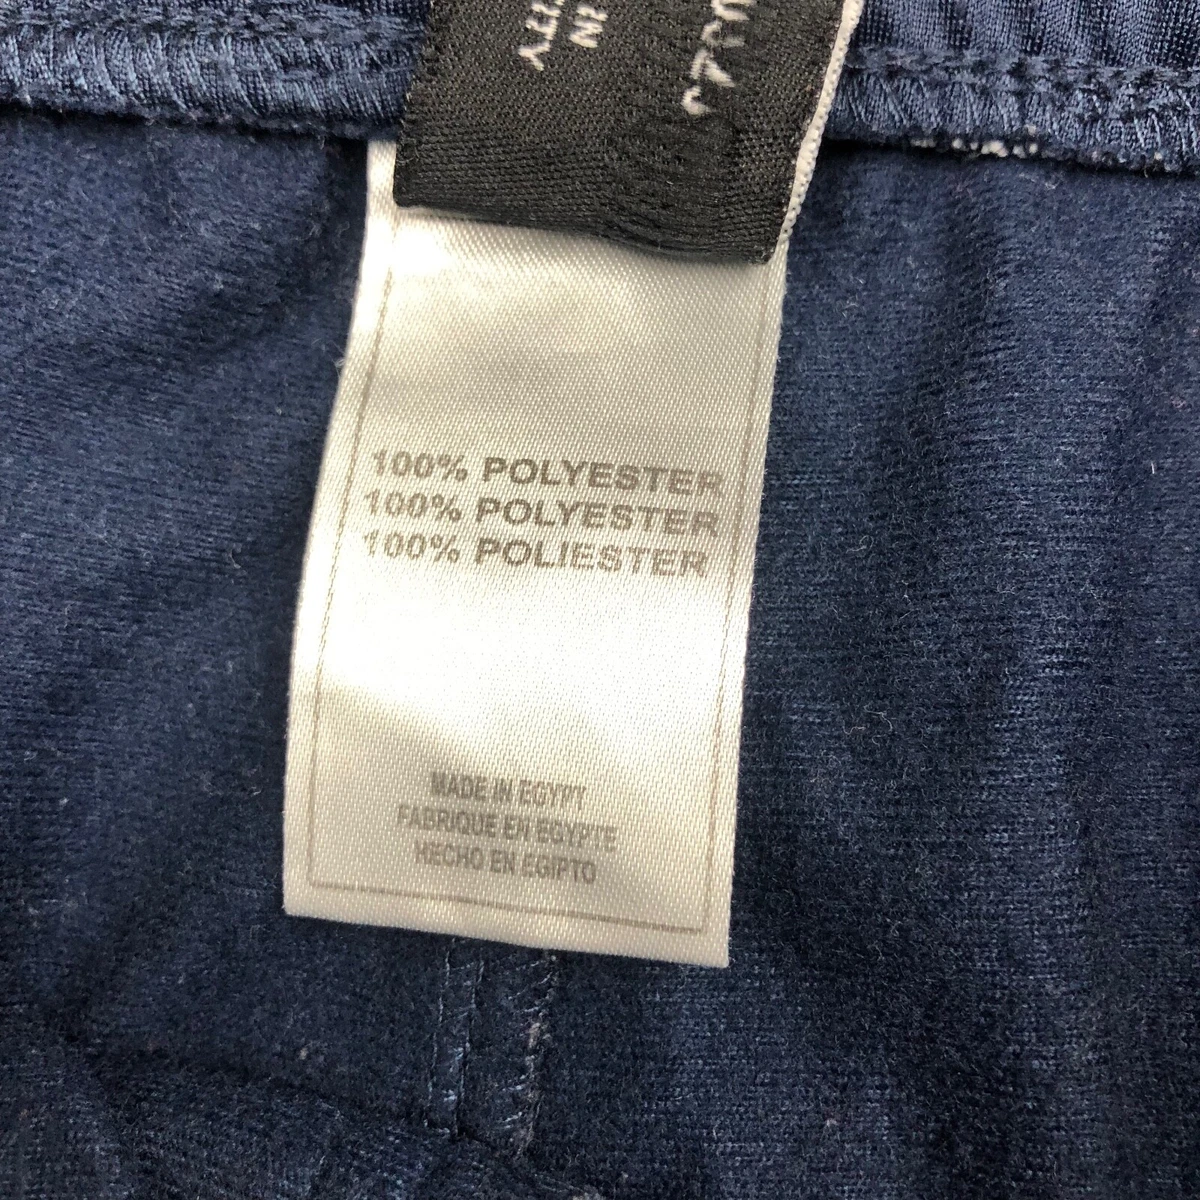 100% POLYESTER
100% POLYESTER
100% POLIESTER
MADE IN EGYPT
FABRIQUE EN EGYPTE
HECHO EN EGIPTO